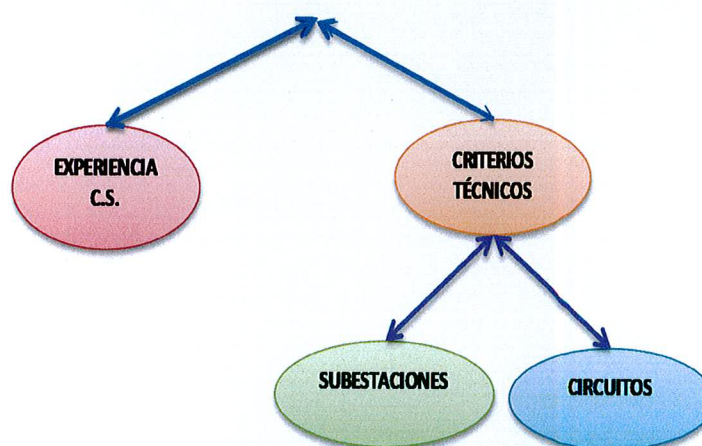 EXPERIENCIA
C.S.
CRITERIOS
TÉCNICOS
SUBESTACIONES
CIRCUITOS